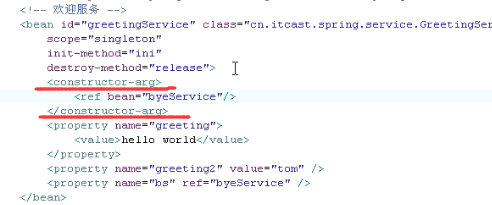 <!-- 欢迎服务 -->
<bean id="greetingService" class="cn.itcast.spring.service.GreetingSe
scope="singleton"
init-method="ini"
destroy-method="release">
<constructor-arg>
<ref bean="byeService"/>
</constructor-arg>
<property name="greeting">
<value>hello world</value>
</property>
<property name="greeting2" value="tom" />
<property name="bs" ref="byeService" />
</bean>